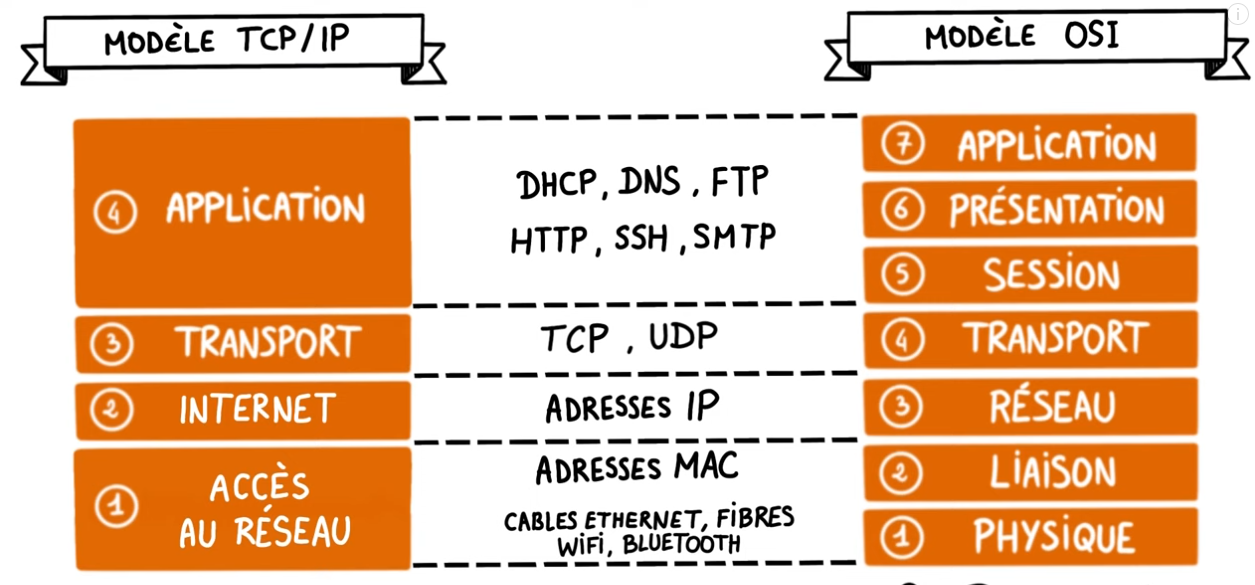 MODÈLE TCP/IP
MODÈLE OSI
4 APPLICATION
3 TRANSPORT
2 INTERNET
1 ACCÈS
AU RÉSEAU
DHCP, DNS, FTP
HTTP, SSH, SMTP
TCP, UDP
ADRESSES IP
ADRESSES MAC
CABLES ETHERNET, FIBRES
WIFI, BLUETOOTH
7 APPLICATION
6 PRÉSENTATION
5 SESSION
4 TRANSPORT
3 RÉSEAU
2 LIAISON
1 PHYSIQUE